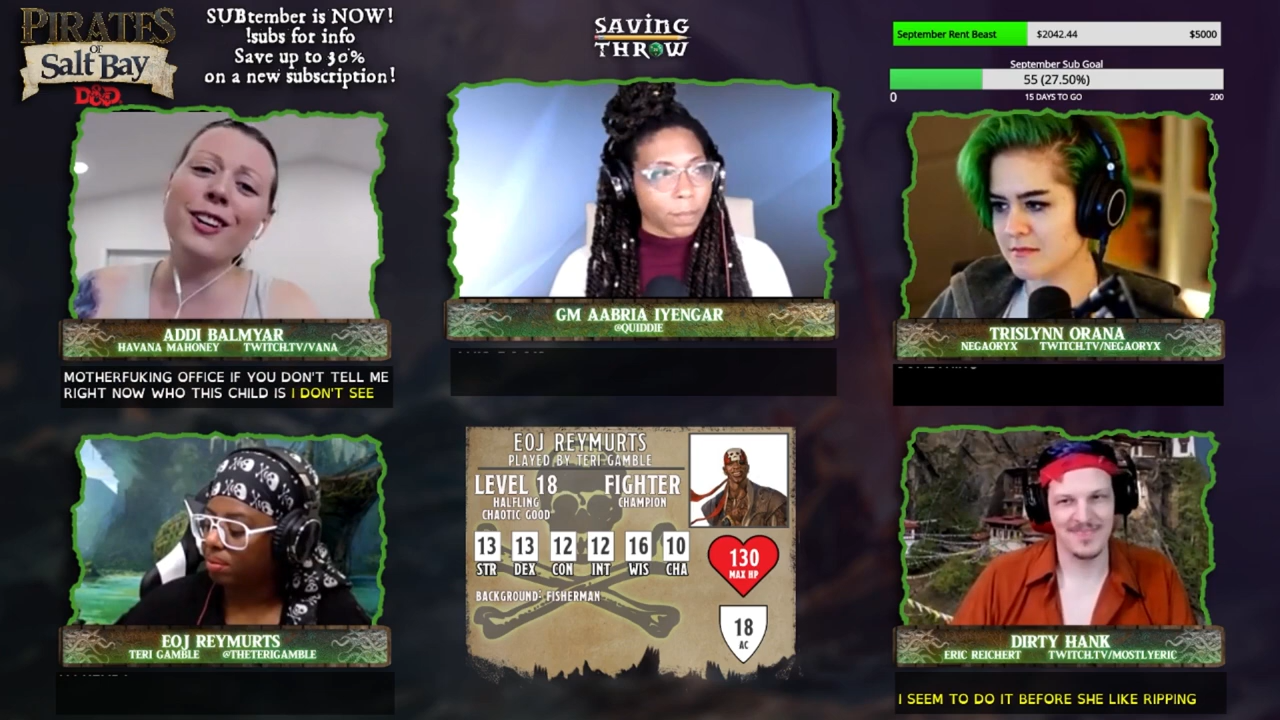 PIRATES
OF
Salt Bay
D&D
SUBtember is NOW!
!subs for info
Save up to 30%
on a new subscription!
SAVING
THROW
September Rent Beast $2042.44 $5000
September Sub Goal
55 (27.50%)
0 15 DAYS TO GO 200
ADDI BALMYAR
HAVANA MAHONEY TWITCH.TV/VANA
MOTHERFUKING OFFICE IF YOU DON'T TELL ME
RIGHT NOW WHO THIS CHILD IS I DON'T SEE
GM AABRIA IYENGAR
@QUIDDIE
TRISLYNN ORANA
NEGAORYX TWITCH.TV/NEGAORYX
EOJ REYMURTS
TERI GAMBLE @THETERIGAMBLE
EOJ REYMURTS
PLAYED BY TERI GAMBLE
LEVEL 18 FIGHTER
HALFLING CHAMPION
CHAOTIC GOOD
13 13 12 12 16 10
STR DEX CON INT WIS CHA
BACKGROUND: FISHERMAN
130
MAX HP
18
AC
DIRTY HANK
ERIC REICHERT TWITCH.TV/MOSTLYERIC
I SEEM TO DO IT BEFORE SHE LIKE RIPPING